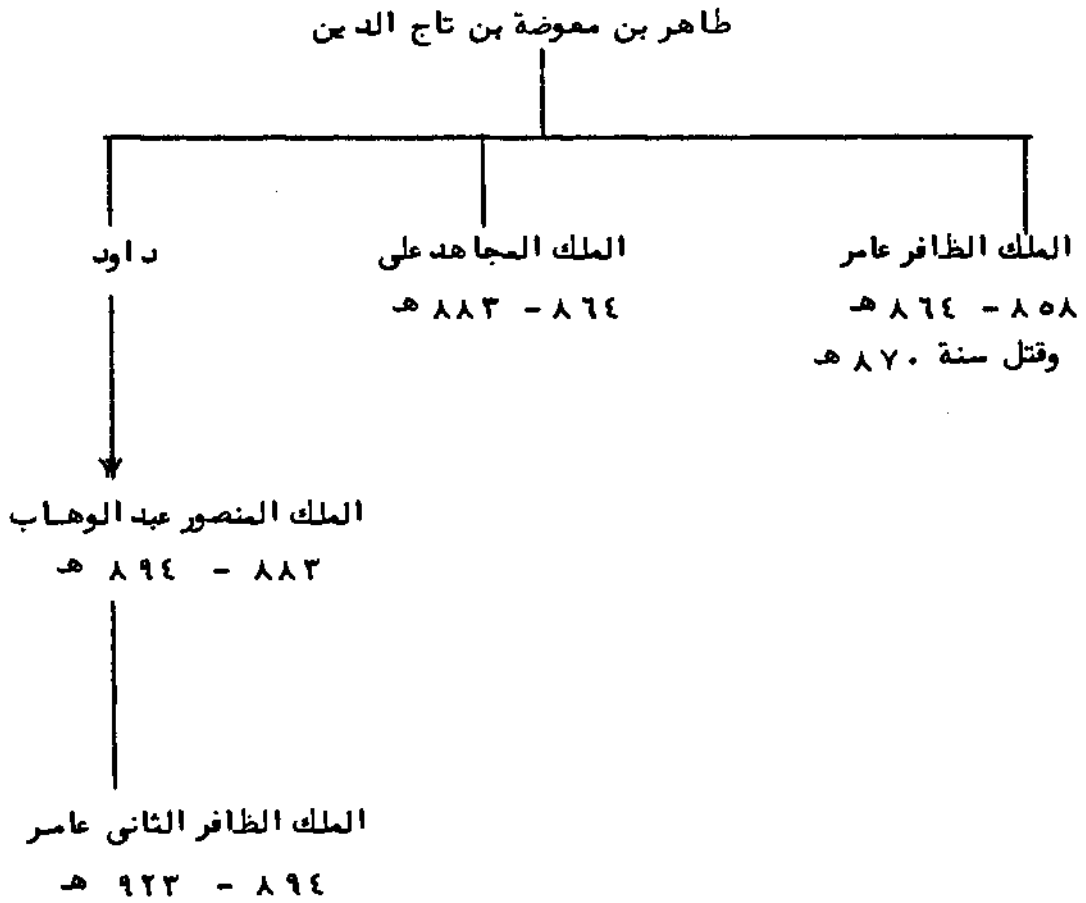 طاهر بن معوضة بن تاج الدين
الملك الظافر عامر
٨٥٨ - ٨٦٤ هـ
وقتل سنة ٨٧٠ هـ
الملك المجاهد على
٨٦٤ - ٨٨٣ هـ
داود
الملك المنصور عبد الوهاب
٨٨٣ - ٨٩٤ هـ
الملك الظافر الثانى عامر
٨٩٤ - ٩٢٣ هـ